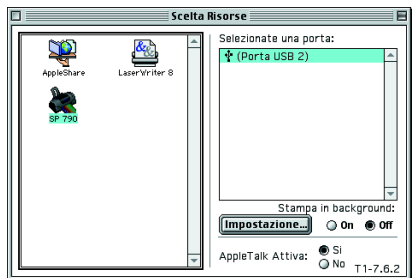 Scelta Risorse
AppleShare
LaserWriter 8
SP 790
Selezionate una porta:
(Porta USB 2)
Stampa in background:
Impostazione...
On
Off
AppleTalk Attiva:
Si
No
T1-7.6.2